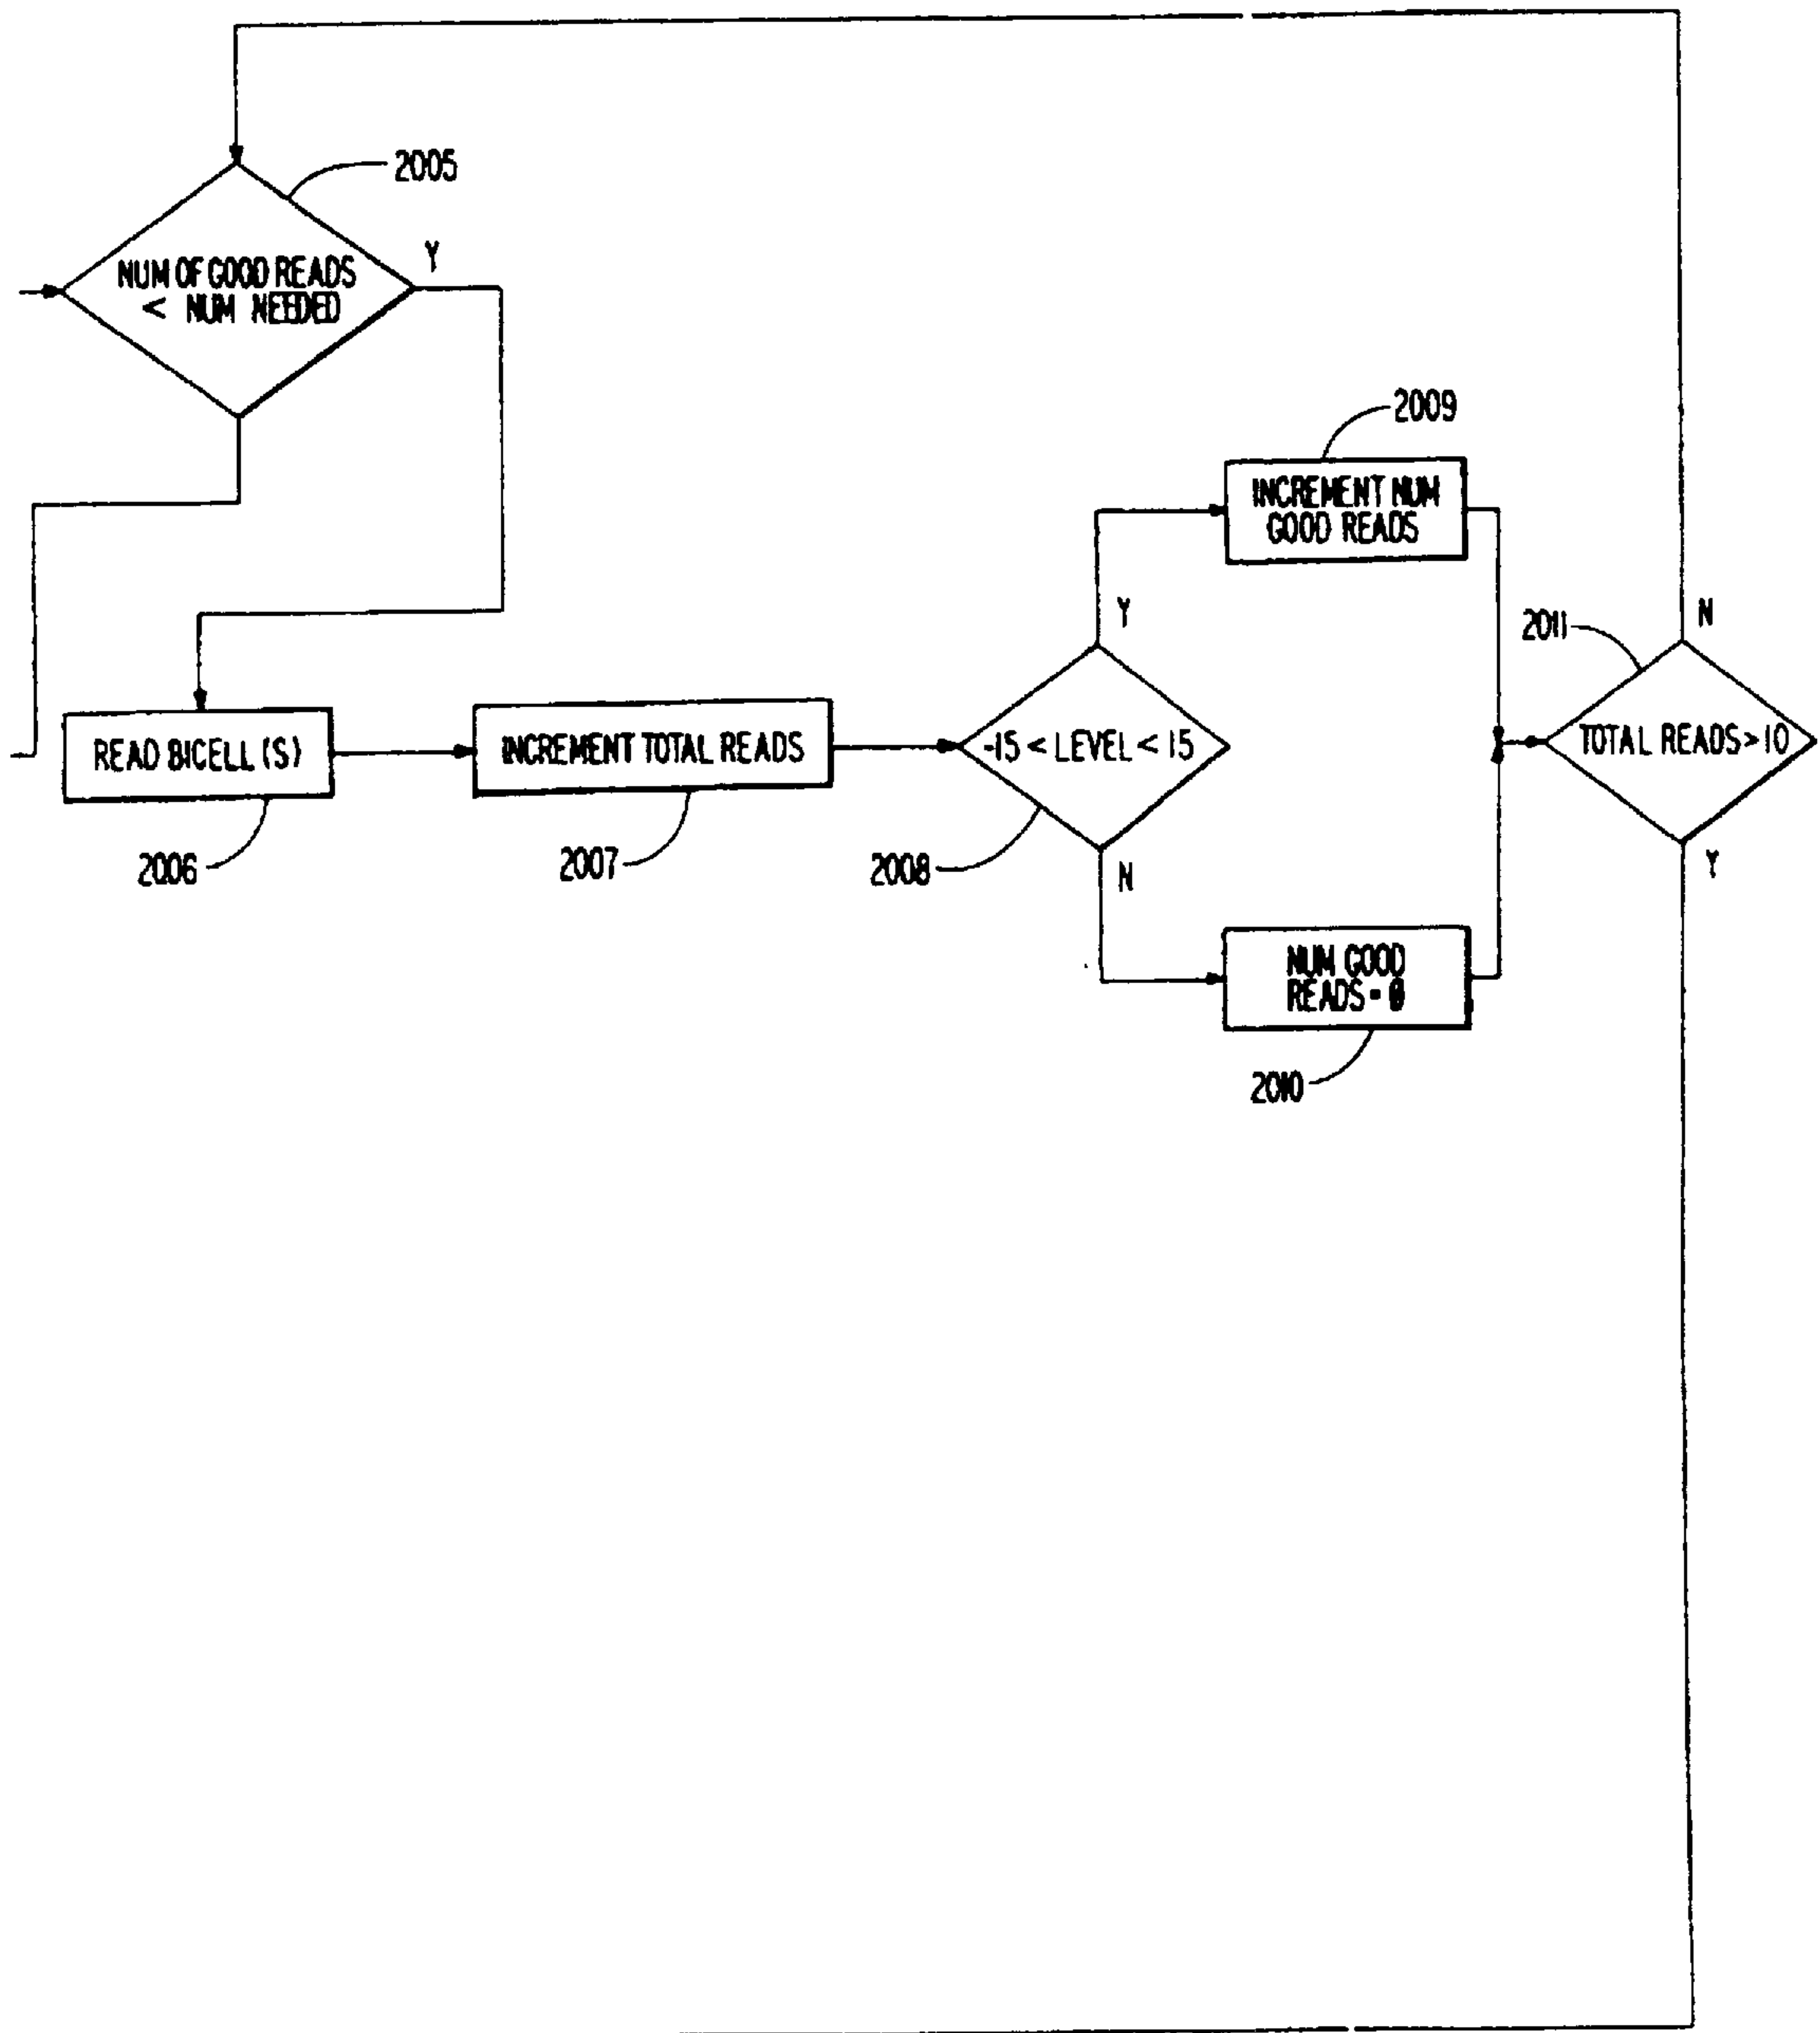 2005
Y
NUM OF GOOD READS
< NUM NEEDED
2009
INCREMENT NUM
GOOD READS
Y
N
2011
READ BICELL(S)
INCREMENT TOTAL READS
-15 < LEVEL < 15
TOTAL READS>10
2006
2007
2008
N
Y
NUM GOOD
READS = 0
2010